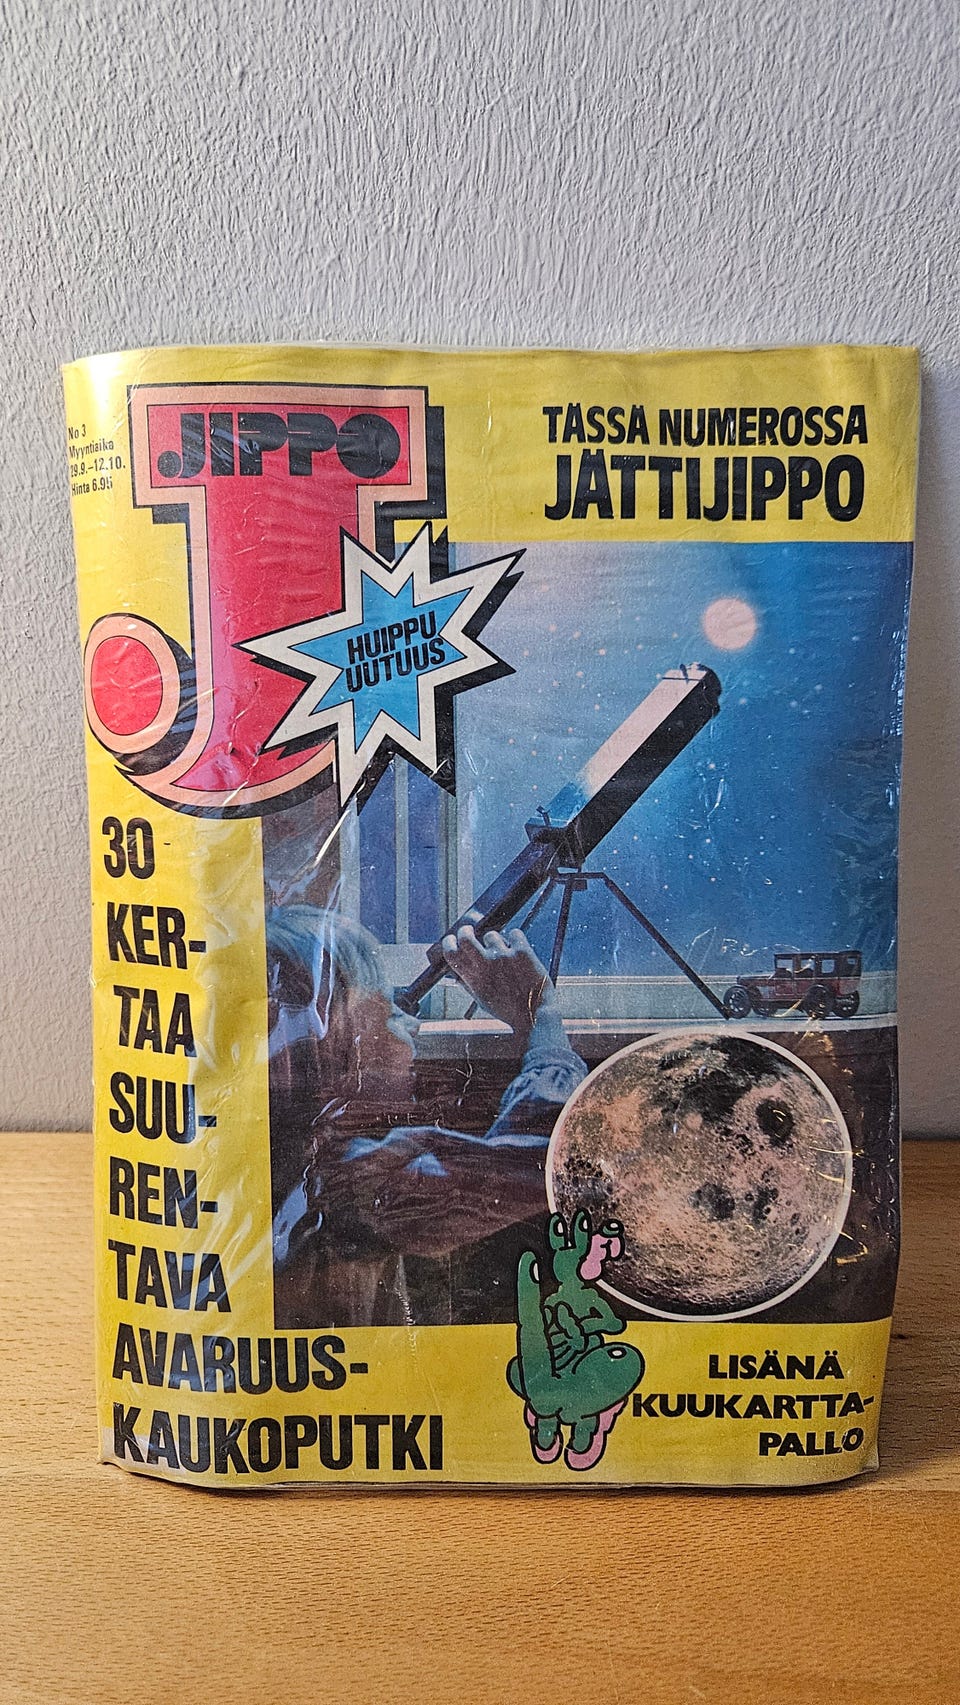 No 3
Myyntiaika
29.9.–12.10.
Hinta 6.95
JIPPO
TÄSSÄ NUMEROSSA
JÄTTIJIPPO
HUIPPU
UUTUUS
30
KER-
TAA
SUU-
REN-
TAVA
AVARUUS-
KAUKOPUTKI
LISÄNÄ
KUUKARTTA-
PALLO